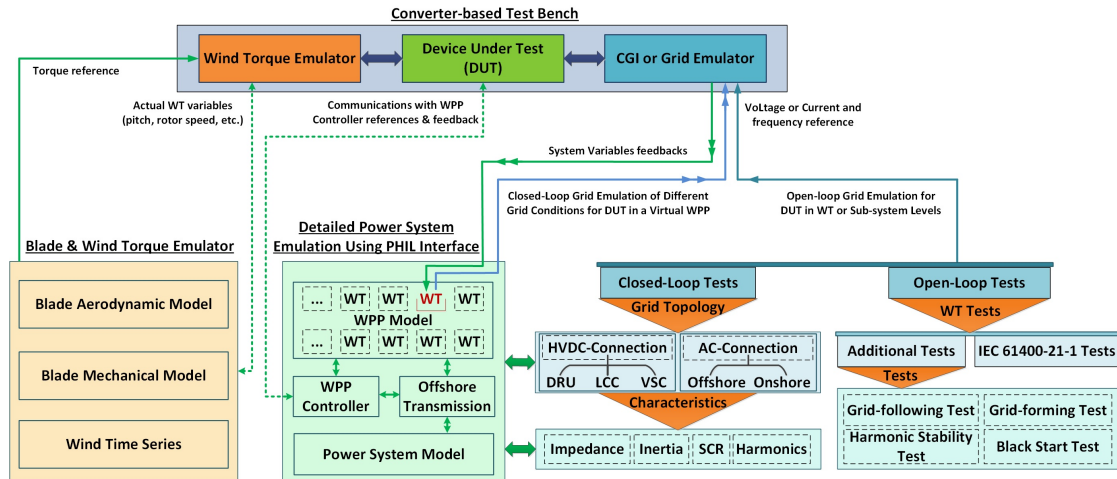 Converter-based Test Bench
Wind Torque Emulator
Device Under Test
(DUT)
CGI or Grid Emulator
Torque reference
Actual WT variables
(pitch, rotor speed, etc.)
Communications with WPP
Controller references & feedback
VoLtage or Current and
frequency reference
System Variables feedbacks
Closed-Loop Grid Emulation of Different
Grid Conditions for DUT in a Virtual WPP
Open-loop Grid Emulation for
DUT in WT or Sub-system Levels
Blade & Wind Torque Emulator
Blade Aerodynamic Model
Blade Mechanical Model
Wind Time Series
Detailed Power System
Emulation Using PHIL Interface
... WT WT WT WT
WPP Model
... WT WT WT WT
WPP
Controller
Offshore
Transmission
Power System Model
Closed-Loop Tests
Grid Topology
HVDC-Connection
DRU LCC VSC
AC-Connection
Offshore Onshore
Characteristics
Impedance Inertia SCR Harmonics
Open-Loop Tests
WT Tests
Additional Tests
IEC 61400-21-1 Tests
Tests
Grid-following Test
Grid-forming Test
Harmonic Stability
Test
Black Start Test